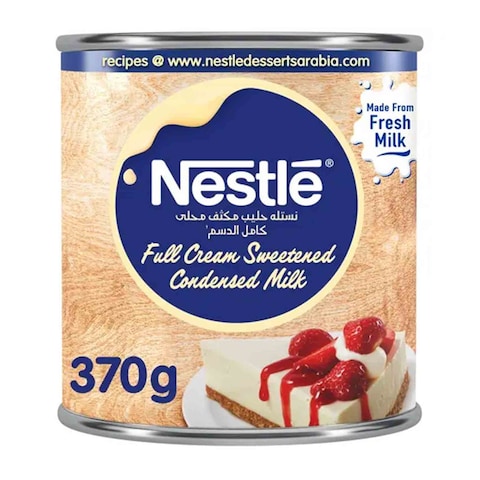 recipes @ www.nestledessertsarabia.com
Made From
Fresh
Milk
Nestlé®
نستله حليب مكثف محلى
كامل الدسم'
Full Cream Sweetened
Condensed Milk
370g